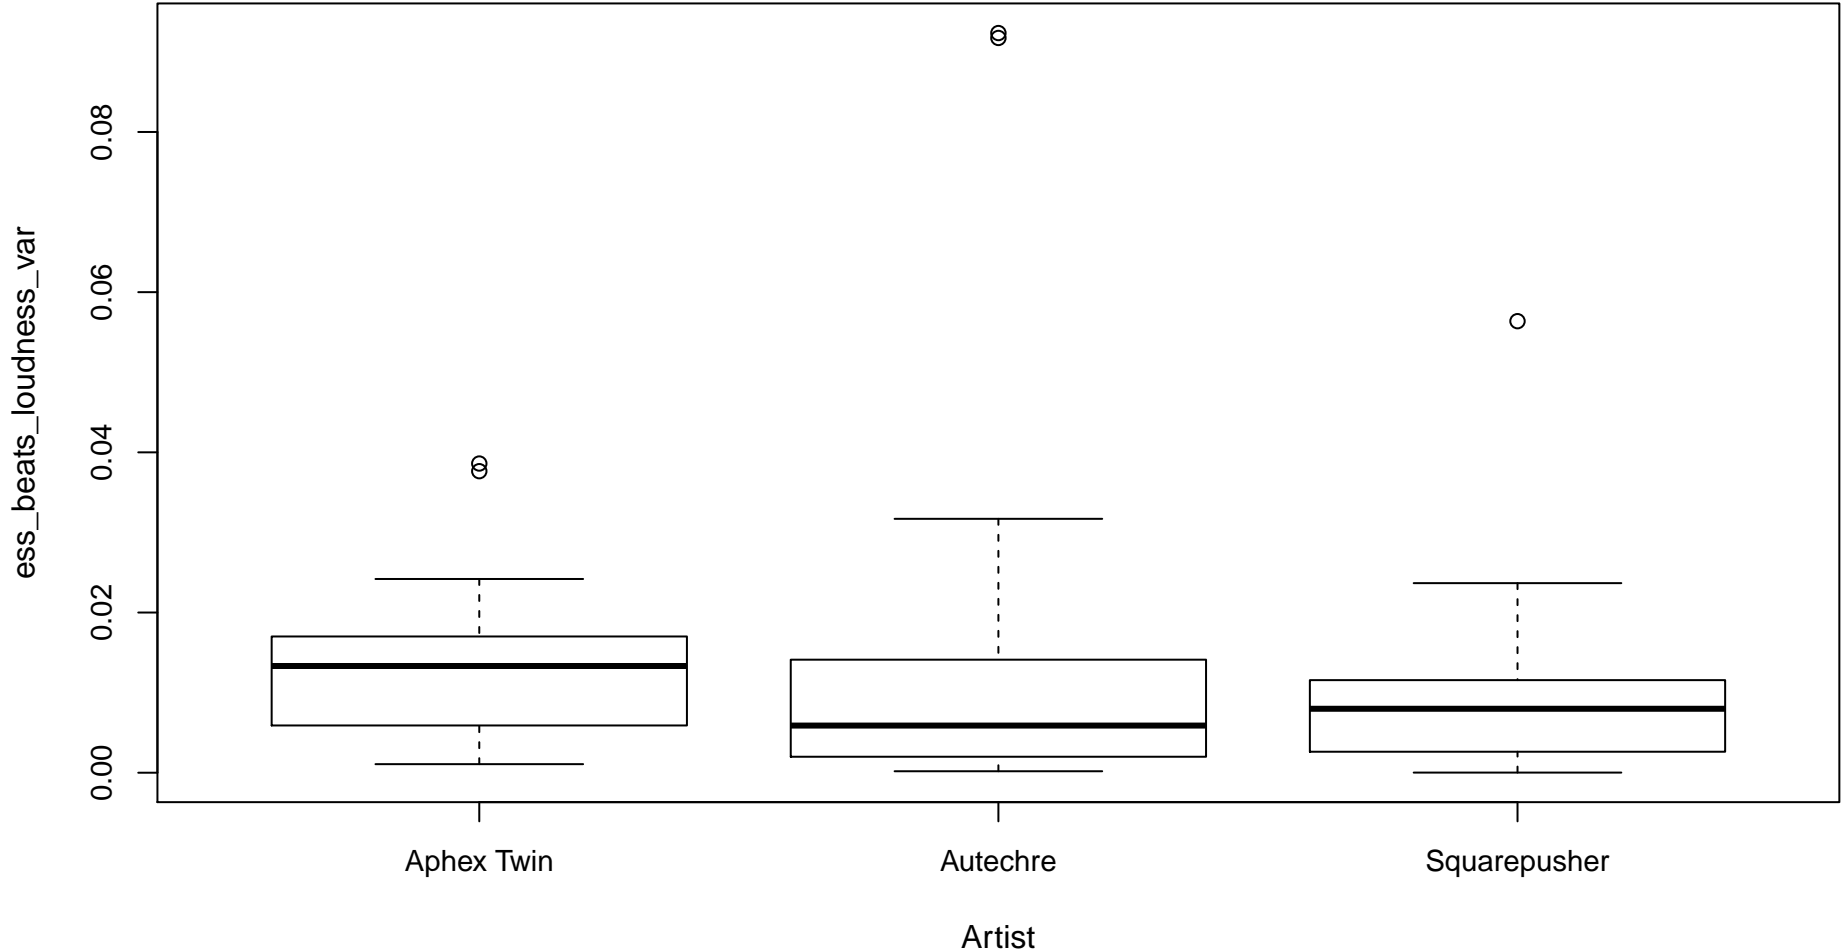 ess_beats_loudness_var
0.08
0.06
0.04
0.02
0.00
Aphex Twin
Autechre
Squarepusher
Artist